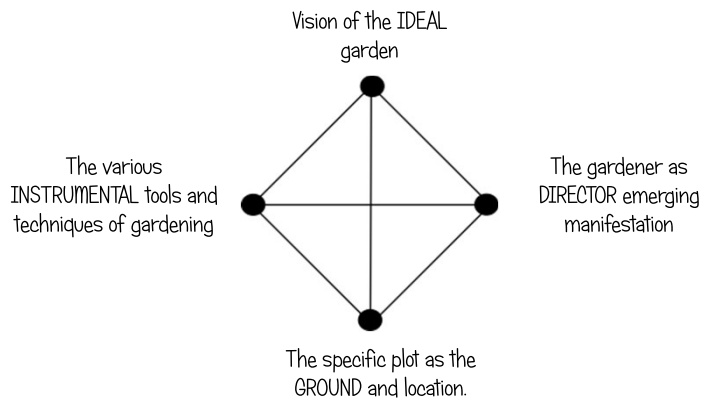 Vision of the IDEAL
garden
The various
INSTRUMENTAL tools and
techniques of gardening
The gardener as
DIRECTOR emerging
manifestation
The specific plot as the
GROUND and location.